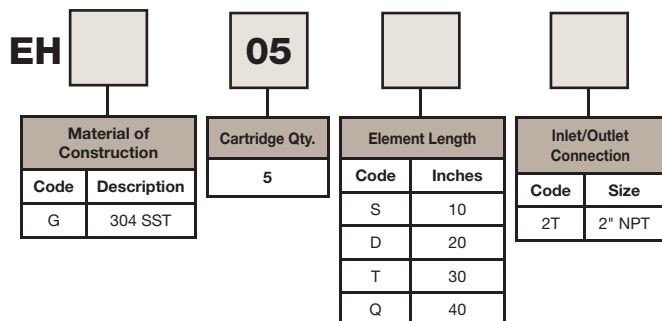 EH 05
Material of
Construction
Code Description
G 304 SST
Cartridge Qty.
5
Element Length
Code Inches
S 10
D 20
T 30
Q 40
Inlet/Outlet
Connection
Code Size
2T 2" NPT